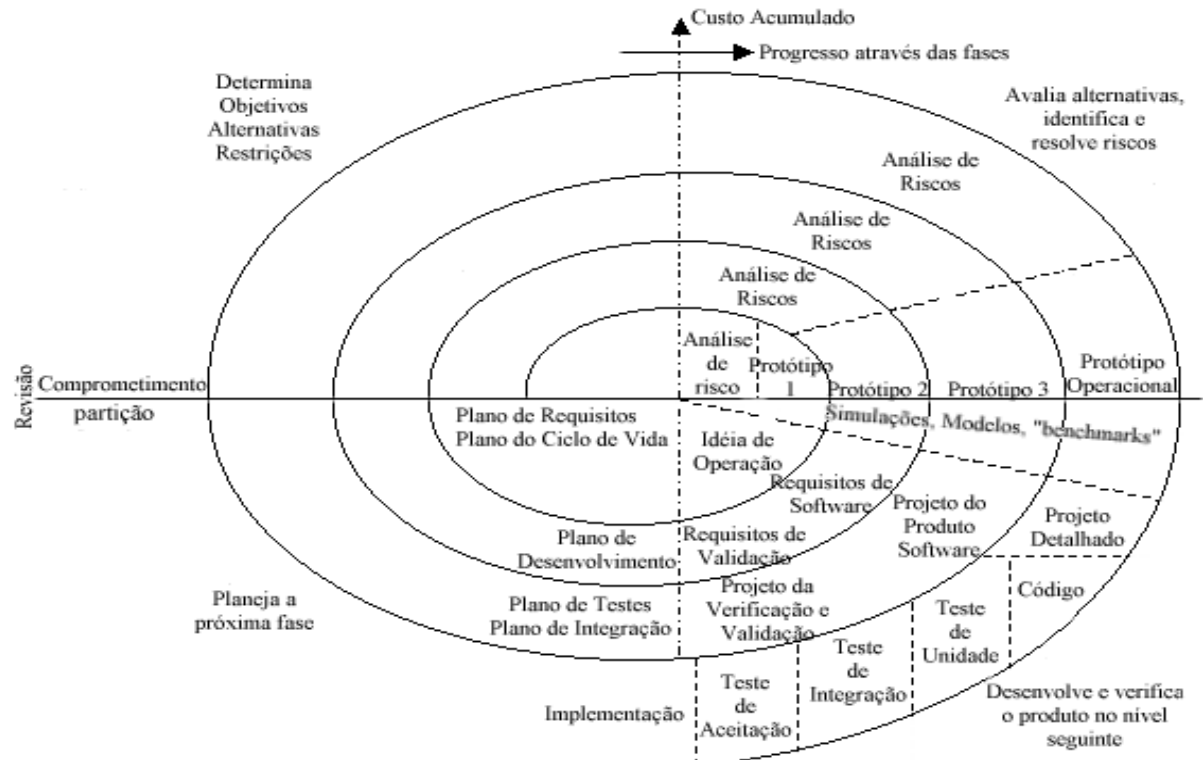 Custo Acumulado
Progresso através das fases
Determina
Objetivos
Alternativas
Restrições
Avalia alternativas,
identifica e
resolve riscos
Análise de
Riscos
Análise de
Riscos
Análise de
Riscos
Análise
de
risco
Protótipo
1
Protótipo 2
Protótipo 3
Protótipo
Operacional
Revisão
Comprometimento
partição
Simulações, Modelos, "benchmarks"
Plano de Requisitos
Plano do Ciclo de Vida
Idéia de
Operação
Requisitos de
Software
Projeto do
Produto
Software
Projeto
Detalhado
Plano de
Desenvolvimento
Requisitos de
Validação
Código
Planeja a
próxima fase
Plano de Testes
Plano de Integração
Projeto da
Verificação e
Validação
Teste
de
Unidade
Teste
de
Integração
Teste
de
Aceitação
Implementação
Desenvolve e verifica
o produto no nível
seguinte